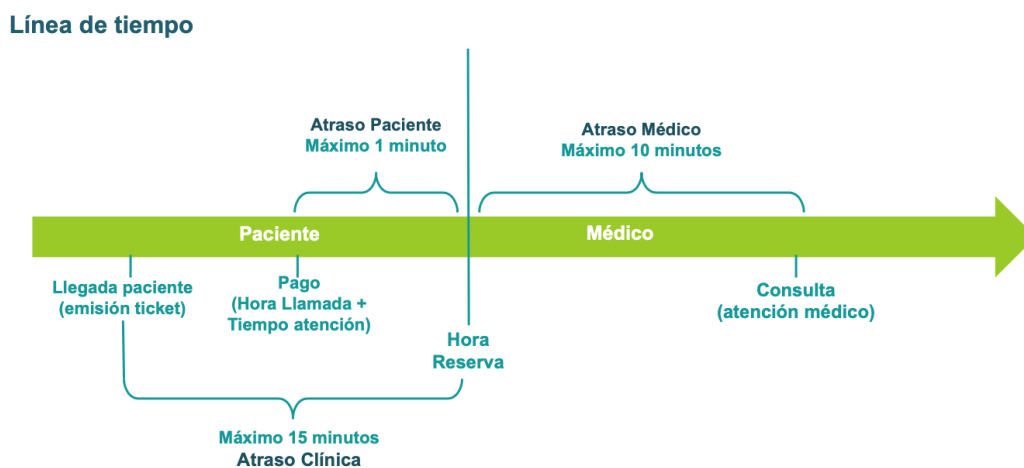 Línea de tiempo
Atraso Paciente
Máximo 1 minuto
Atraso Médico
Máximo 10 minutos
Paciente
Médico
Llegada paciente
(emisión ticket)
Pago
(Hora Llamada +
Tiempo atención)
Hora
Reserva
Consulta
(atención médico)
Máximo 15 minutos
Atraso Clínica